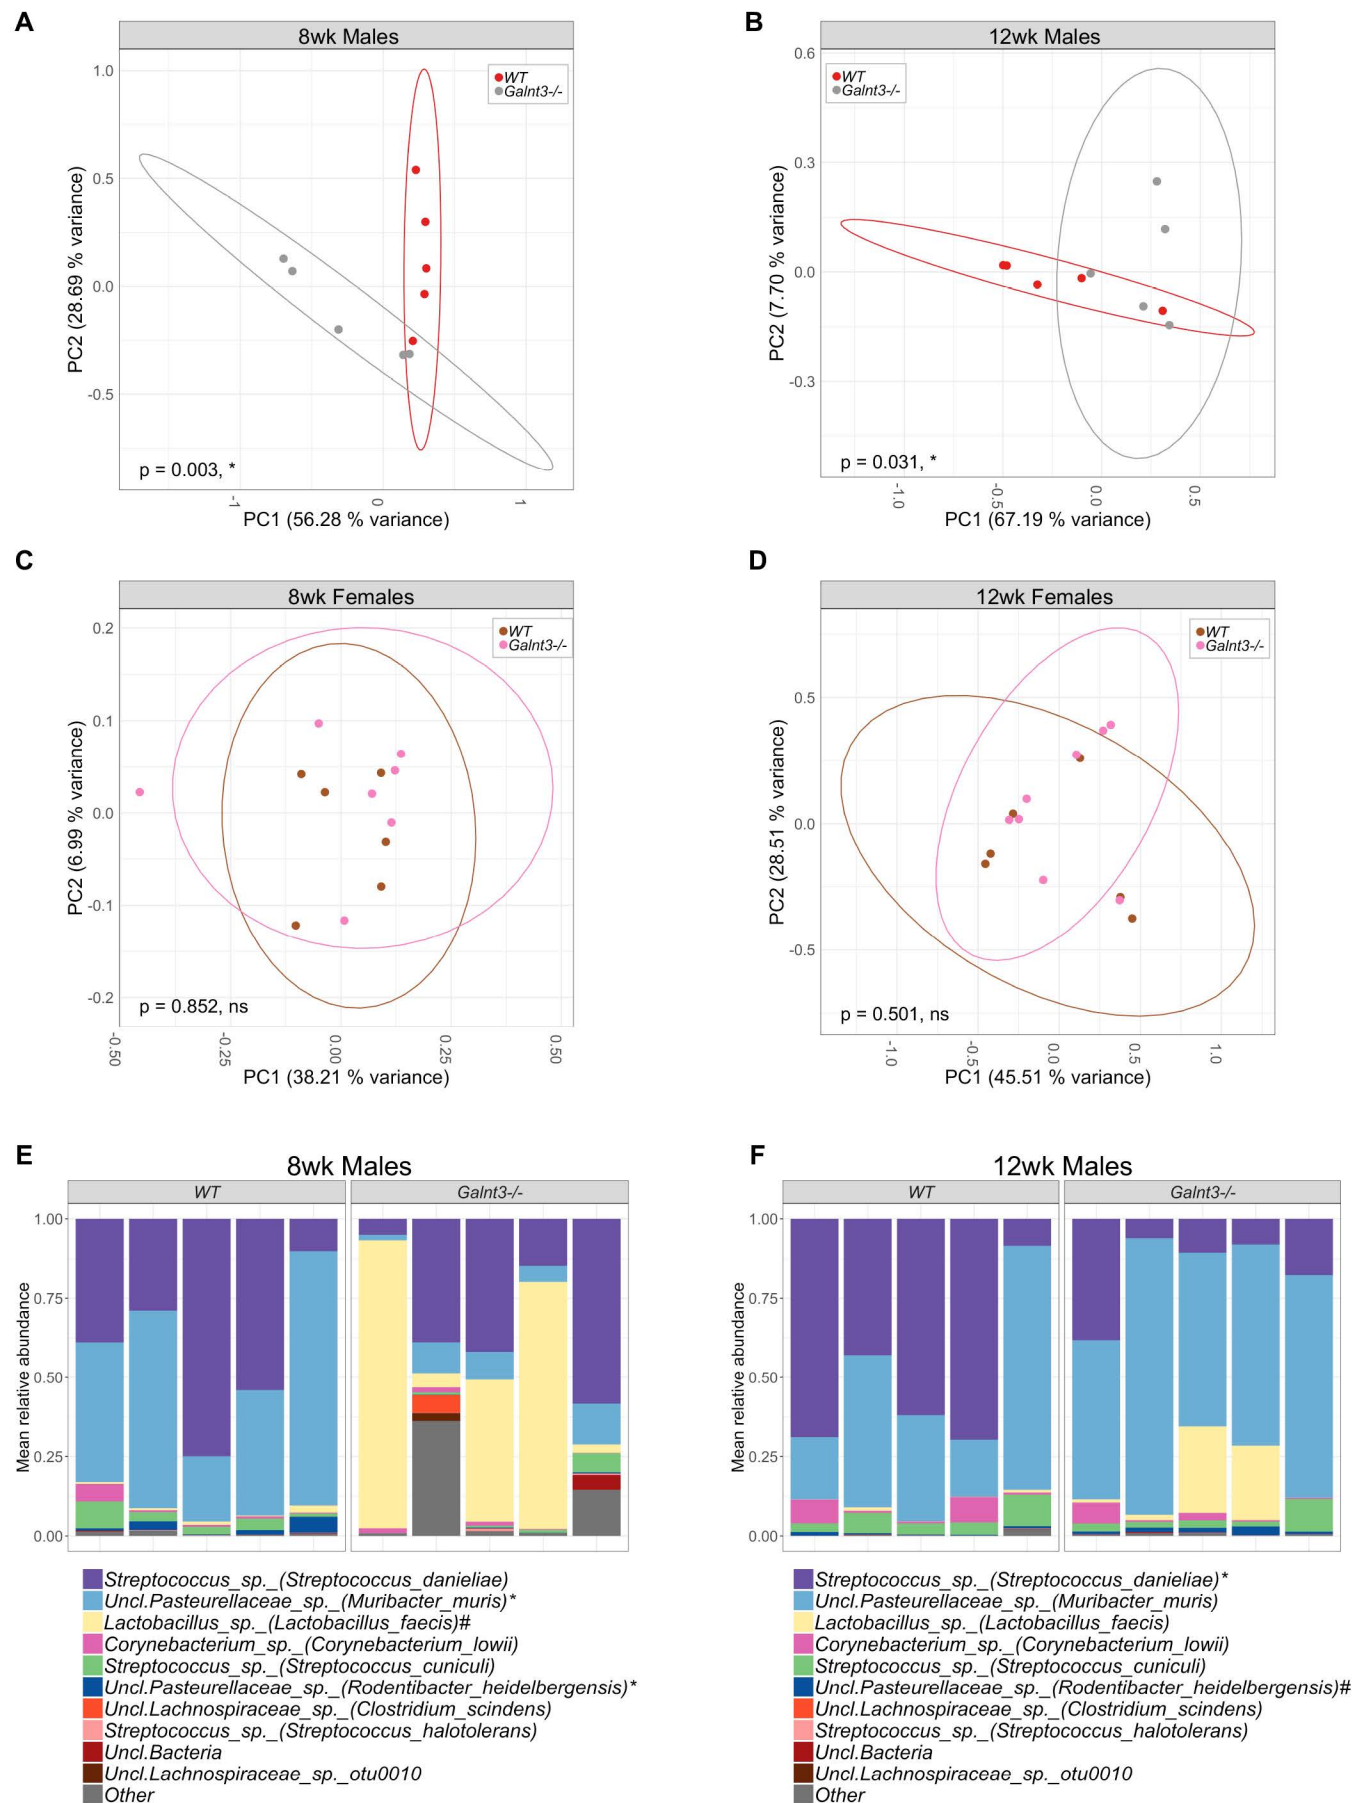 A
8wk Males
WT
Galnt3-/-
1.0
0.5
0.0
-0.5
PC2 (28.69 % variance)
p = 0.003, *
-1
0
1
PC1 (56.28 % variance)
B
12wk Males
WT
Galnt3-/-
0.6
0.3
0.0
-0.3
PC2 (7.70 % variance)
p = 0.031, *
-1.0
-0.5
0.0
0.5
PC1 (67.19 % variance)
C
8wk Females
WT
Galnt3-/-
0.2
0.1
0.0
-0.1
-0.2
PC2 (6.99 % variance)
p = 0.852, ns
-0.50
-0.25
0.00
0.25
0.50
PC1 (38.21 % variance)
D
12wk Females
WT
Galnt3-/-
0.5
0.0
-0.5
PC2 (28.51 % variance)
p = 0.501, ns
-1.0
-0.5
0.0
0.5
1.0
PC1 (45.51 % variance)
E
8wk Males
WT
Galnt3-/-
1.00
0.75
0.50
0.25
0.00
Mean relative abundance
Streptococcus_sp._(Streptococcus_danieliae)
Uncl.Pasteurellaceae_sp._(Muribacter_muris)*
Lactobacillus_sp._(Lactobacillus_faecis)#
Corynebacterium_sp._(Corynebacterium_lowii)
Streptococcus_sp._(Streptococcus_cuniculi)
Uncl.Pasteurellaceae_sp._(Rodentibacter_heidelbergensis)*
Uncl.Lachnospiraceae_sp._(Clostridium_scindens)
Streptococcus_sp._(Streptococcus_halotolerans)
Uncl.Bacteria
Uncl.Lachnospiraceae_sp._otu0010
Other
F
12wk Males
WT
Galnt3-/-
1.00
0.75
0.50
0.25
0.00
Mean relative abundance
Streptococcus_sp._(Streptococcus_danieliae)*
Uncl.Pasteurellaceae_sp._(Muribacter_muris)
Lactobacillus_sp._(Lactobacillus_faecis)
Corynebacterium_sp._(Corynebacterium_lowii)
Streptococcus_sp._(Streptococcus_cuniculi)
Uncl.Pasteurellaceae_sp._(Rodentibacter_heidelbergensis)#
Uncl.Lachnospiraceae_sp._(Clostridium_scindens)
Streptococcus_sp._(Streptococcus_halotolerans)
Uncl.Bacteria
Uncl.Lachnospiraceae_sp._otu0010
Other